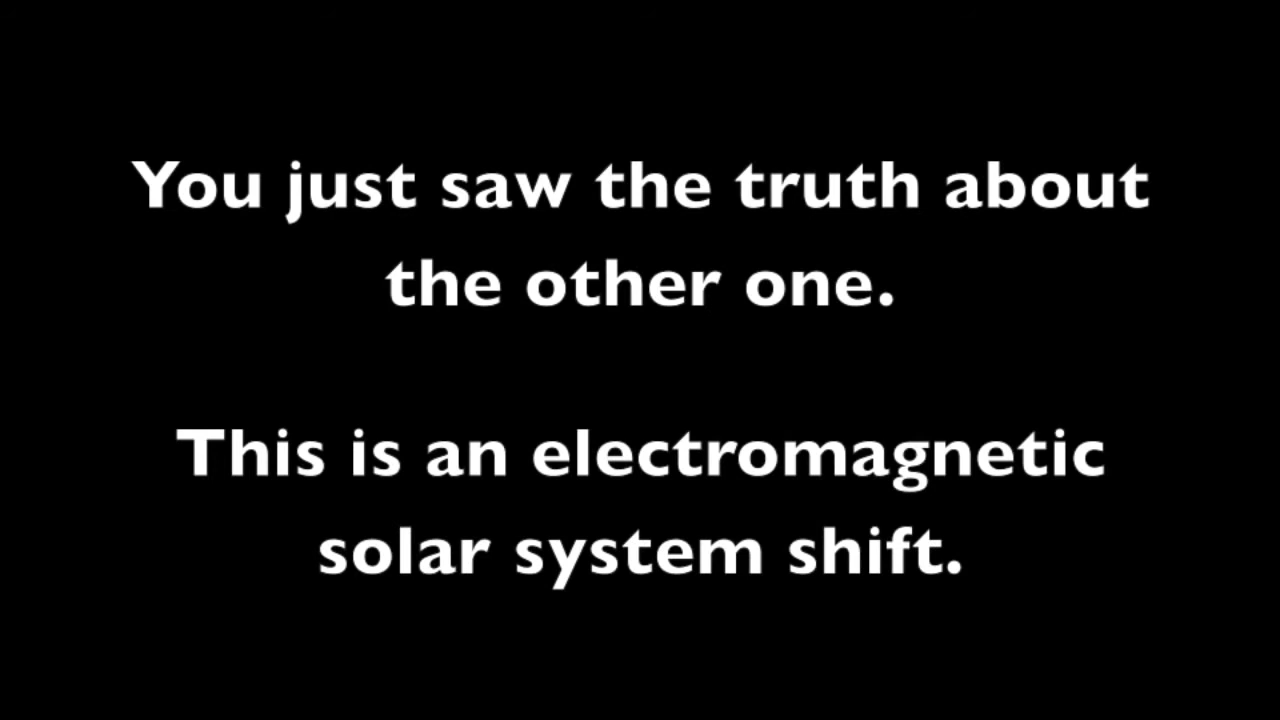 You just saw the truth about
the other one.
This is an electromagnetic
solar system shift.